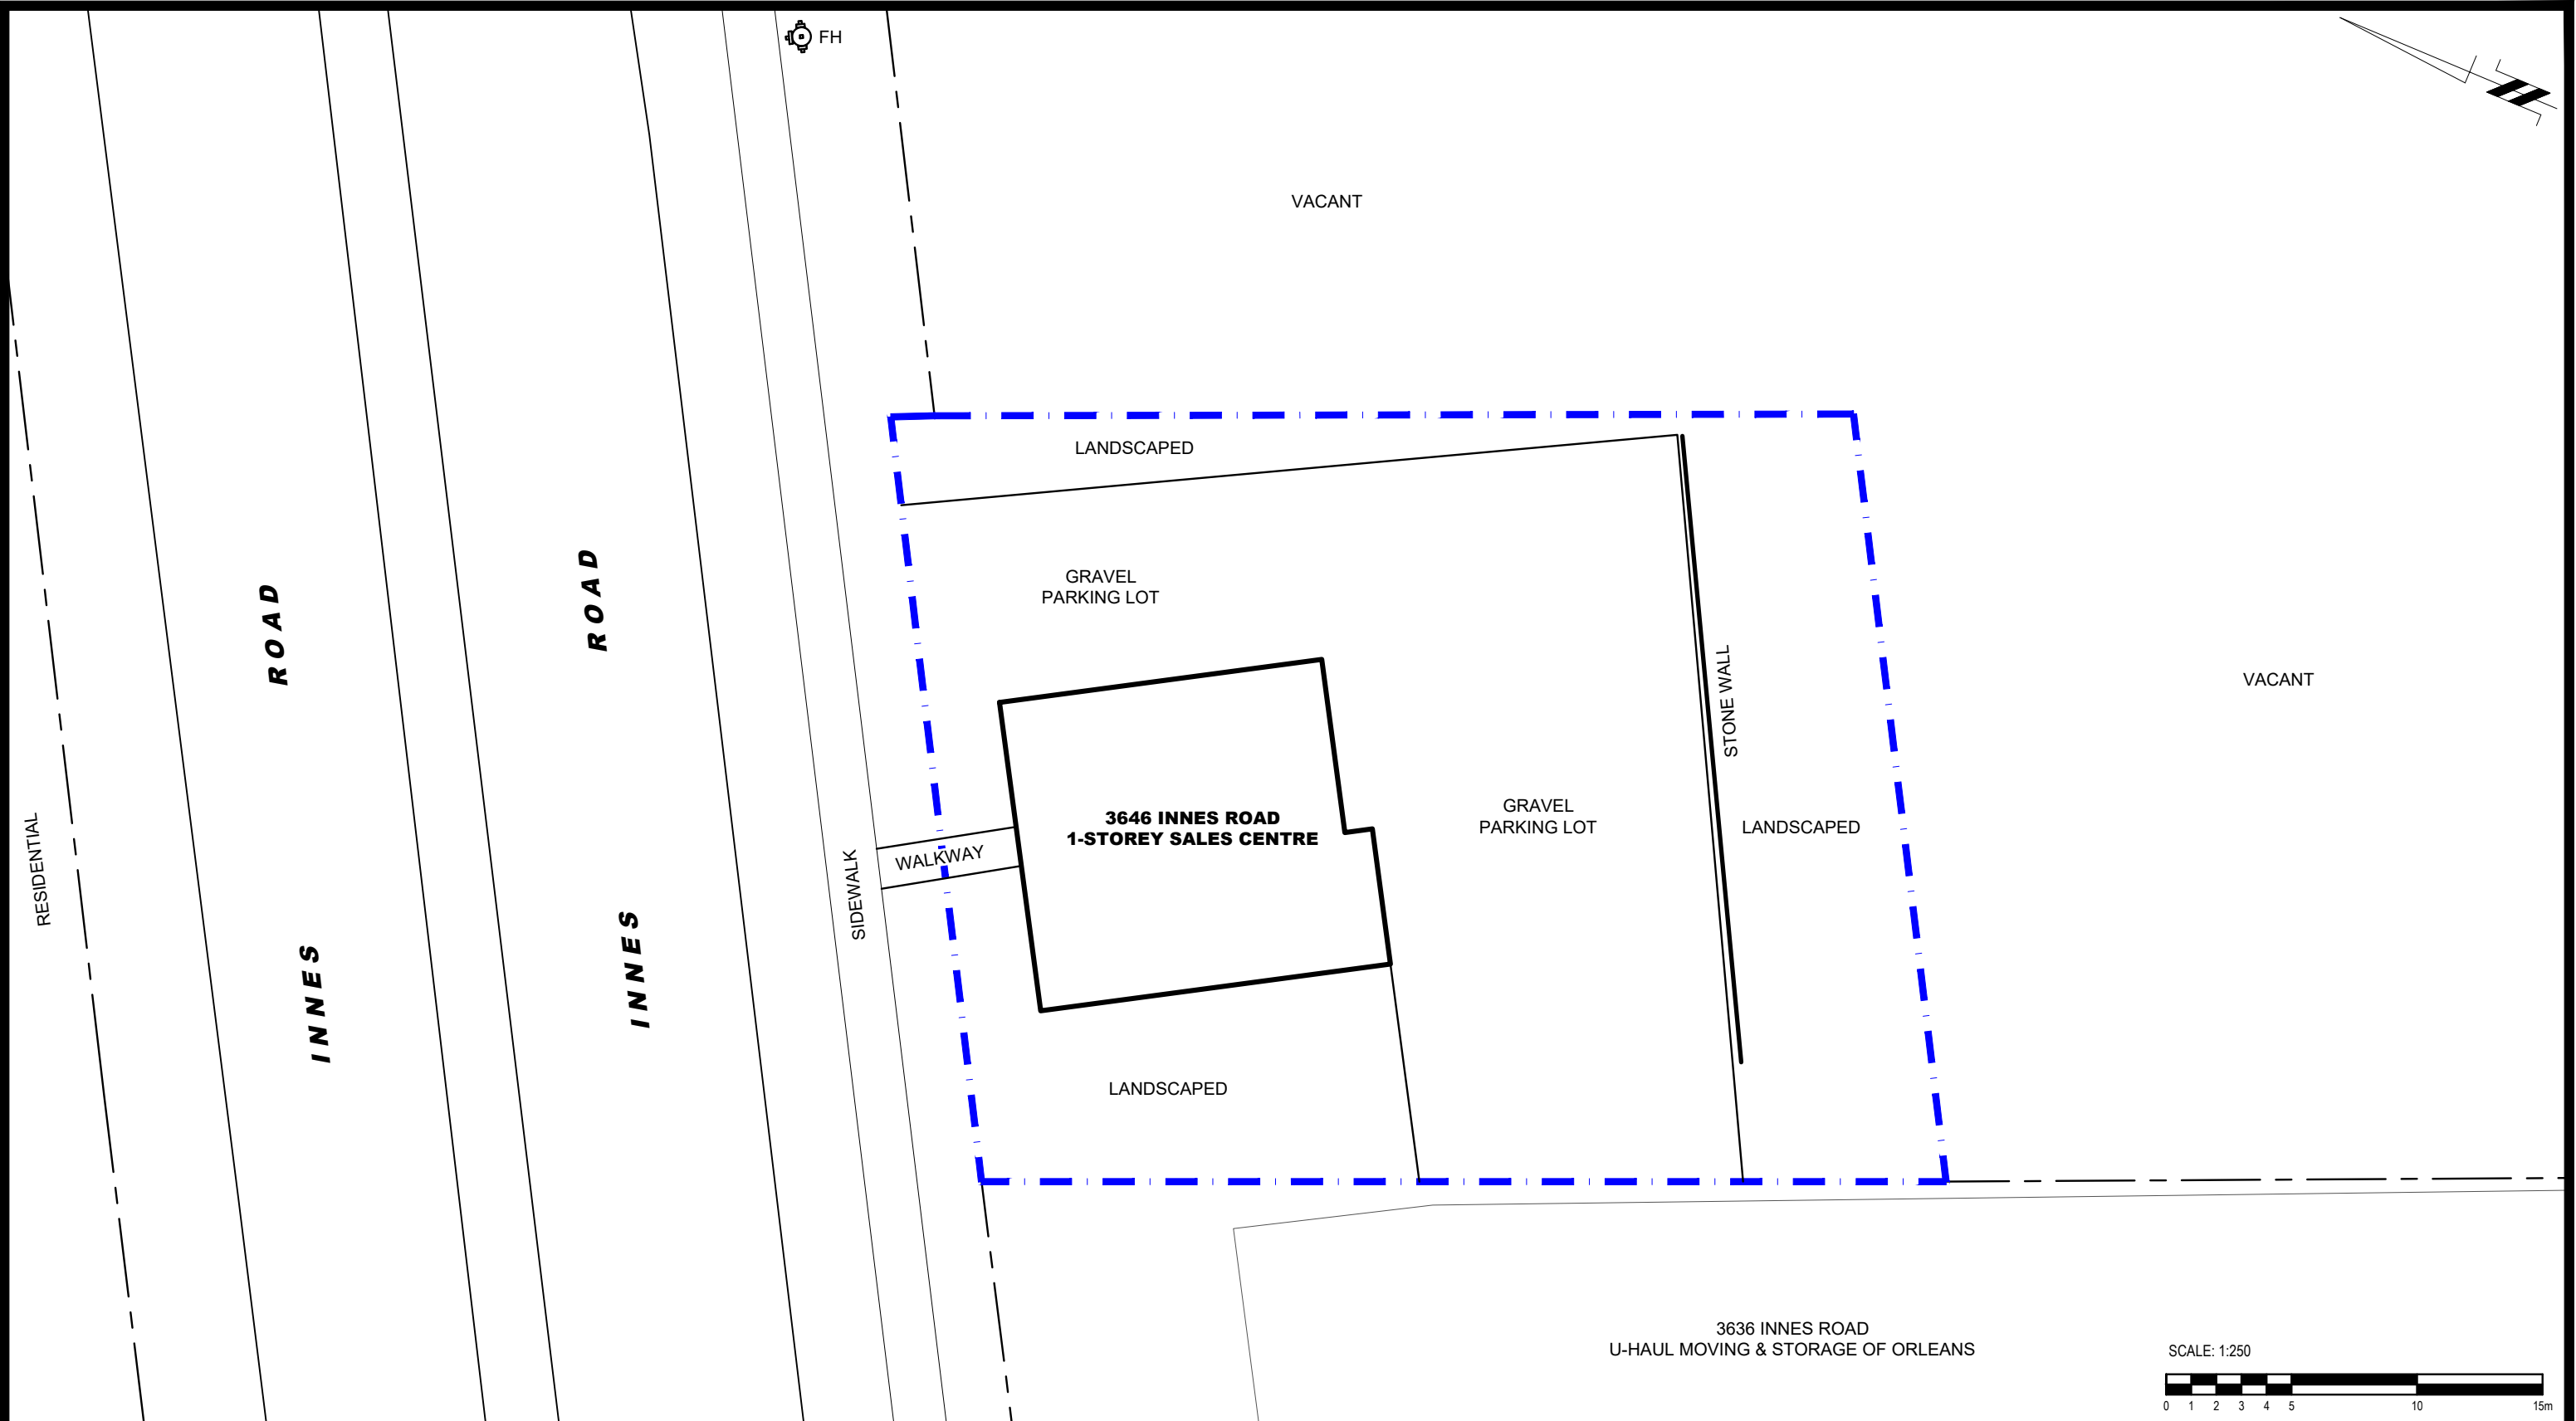 FH
VACANT
LANDSCAPED
GRAVEL
PARKING LOT
ROAD
ROAD
STONE WALL
VACANT
3646 INNES ROAD
1-STOREY SALES CENTRE
GRAVEL
PARKING LOT
LANDSCAPED
RESIDENTIAL
WALKWAY
SIDEWALK
INNES
INNES
LANDSCAPED
3636 INNES ROAD
U-HAUL MOVING & STORAGE OF ORLEANS
SCALE: 1:250
0 1 2 3 4 5 10 15m